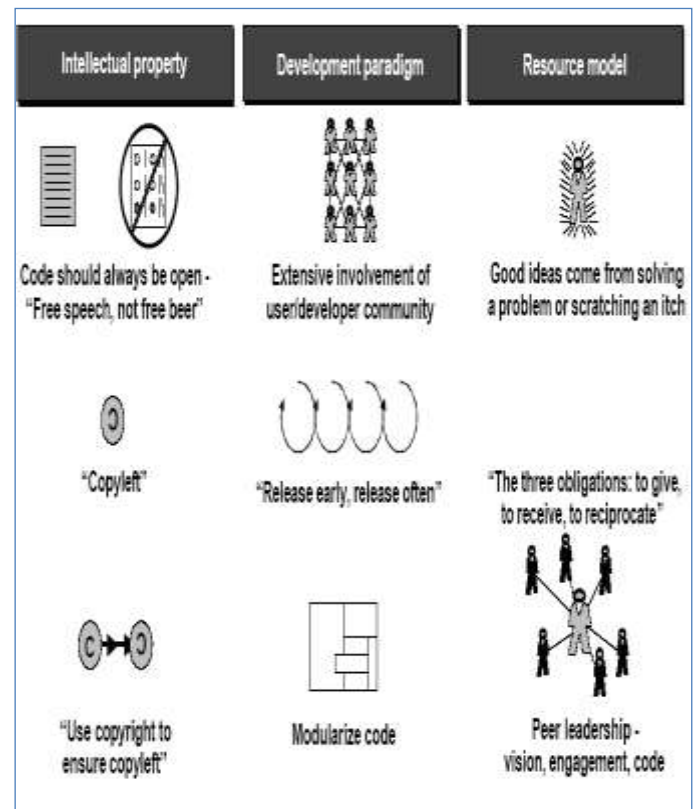 Intellectual property
Development paradigm
Resource model
Code should always be open -
“Free speech, not free beer”
Extensive involvement of
user/developer community
Good ideas come from solving
a problem or scratching an itch
“Copyleft”
“Release early, release often”
“The three obligations: to give,
to receive, to reciprocate”
“Use copyright to
ensure copyleft”
Modularize code
Peer leadership -
vision, engagement, code